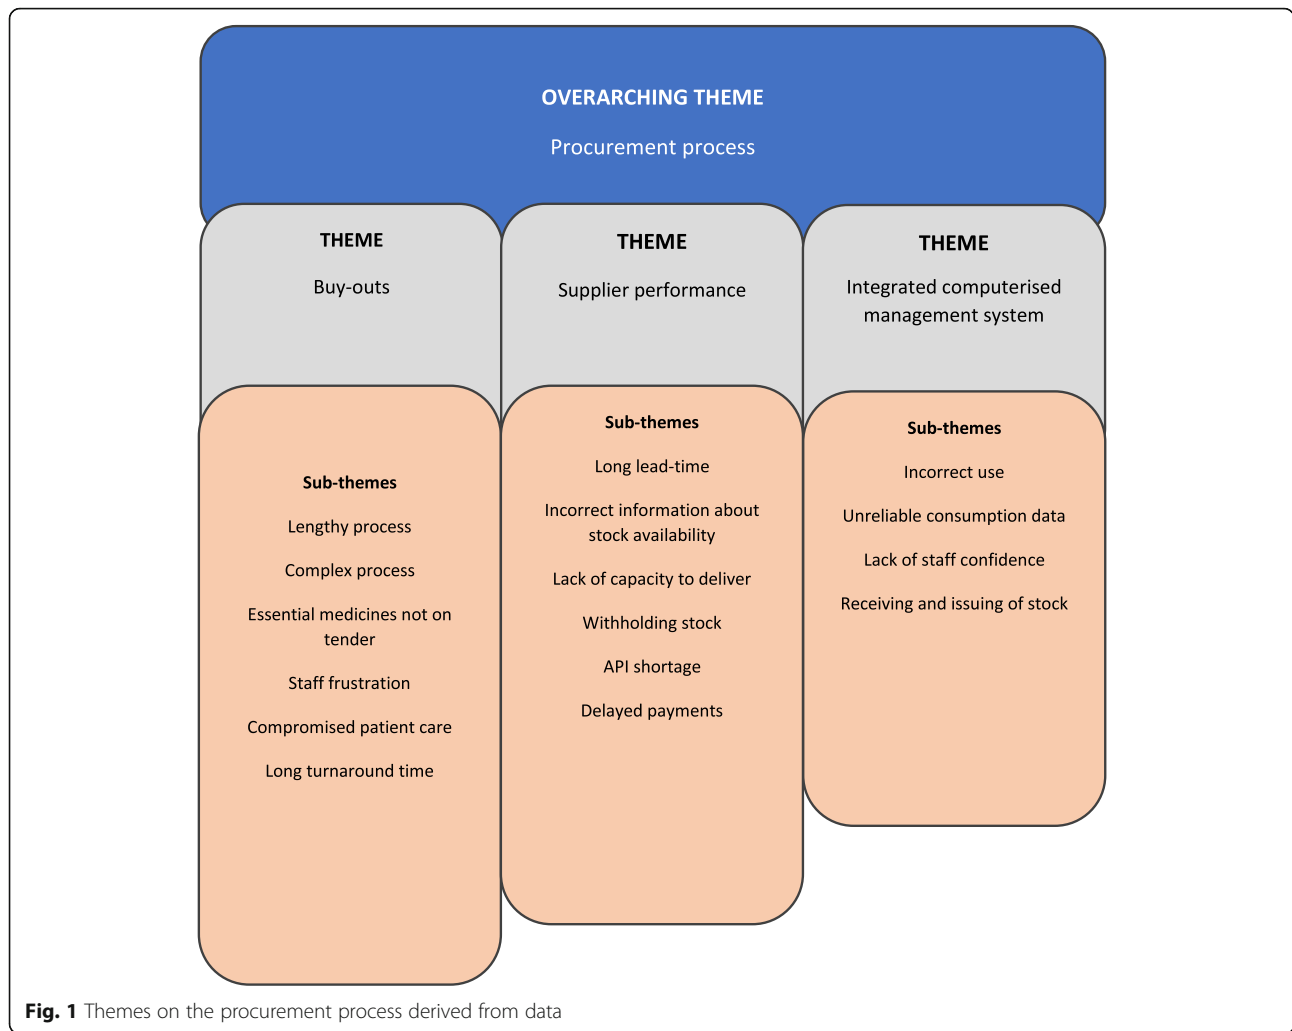 OVERARCHING THEME
Procurement process
THEME
Buy-outs
Sub-themes
Lengthy process
Complex process
Essential medicines not on
tender
Staff frustration
Compromised patient care
Long turnaround time
THEME
Supplier performance
Sub-themes
Long lead-time
Incorrect information about
stock availability
Lack of capacity to deliver
Withholding stock
API shortage
Delayed payments
THEME
Integrated computerised
management system
Sub-themes
Incorrect use
Unreliable consumption data
Lack of staff confidence
Receiving and issuing of stock
Fig. 1 Themes on the procurement process derived from data